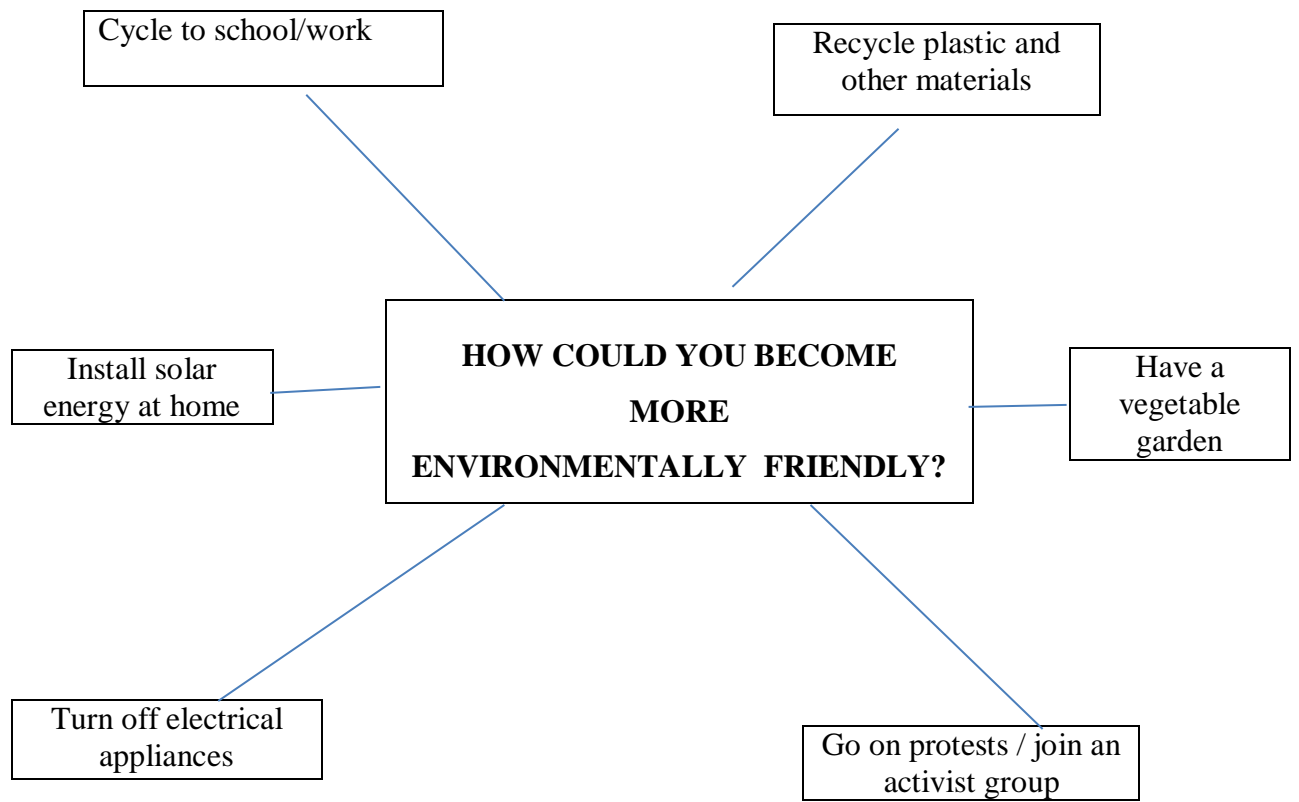 Cycle to school/work
Recycle plastic and
other materials
Install solar
energy at home
HOW COULD YOU BECOME
MORE
ENVIRONMENTALLY  FRIENDLY?
Have a
vegetable
garden
Turn off electrical
appliances
Go on protests / join an
activist group